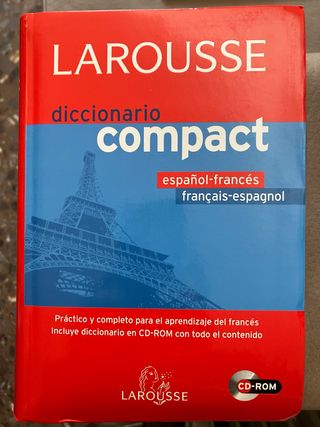 LAROUSSE
diccionario
compact
español-francés
français-espagnol
Práctico y completo para el aprendizaje del francés
Incluye diccionario en CD-ROM con todo el contenido
LAROUSSE
CD-ROM